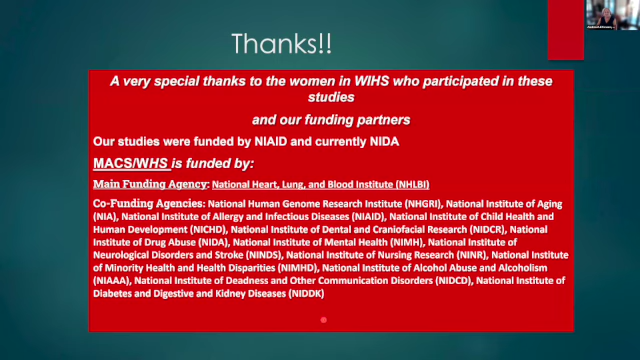 Thanks!!
A very special thanks to the women in WIHS who participated in these
studies
and our funding partners
Our studies were funded by NIAID and currently NIDA
MACS/WHS is funded by:
Main Funding Agency: National Heart, Lung, and Blood Institute (NHLBI)
Co-Funding Agencies: National Human Genome Research Institute (NHGRI), National Institute of Aging
(NIA), National Institute of Allergy and Infectious Diseases (NIAID), National Institute of Child Health and
Human Development (NICHD), National Institute of Dental and Craniofacial Research (NIDCR), National
Institute of Drug Abuse (NIDA), National Institute of Mental Health (NIMH), National Institute of
Neurological Disorders and Stroke (NINDS), National Institute of Nursing Research (NINR), National Institute
of Minority Health and Health Disparities (NIMHD), National Institute of Alcohol Abuse and Alcoholism
(NIAAA), National Institute of Deadness and Other Communication Disorders (NIDCD), National Institute of
Diabetes and Digestive and Kidney Diseases (NIDDK)